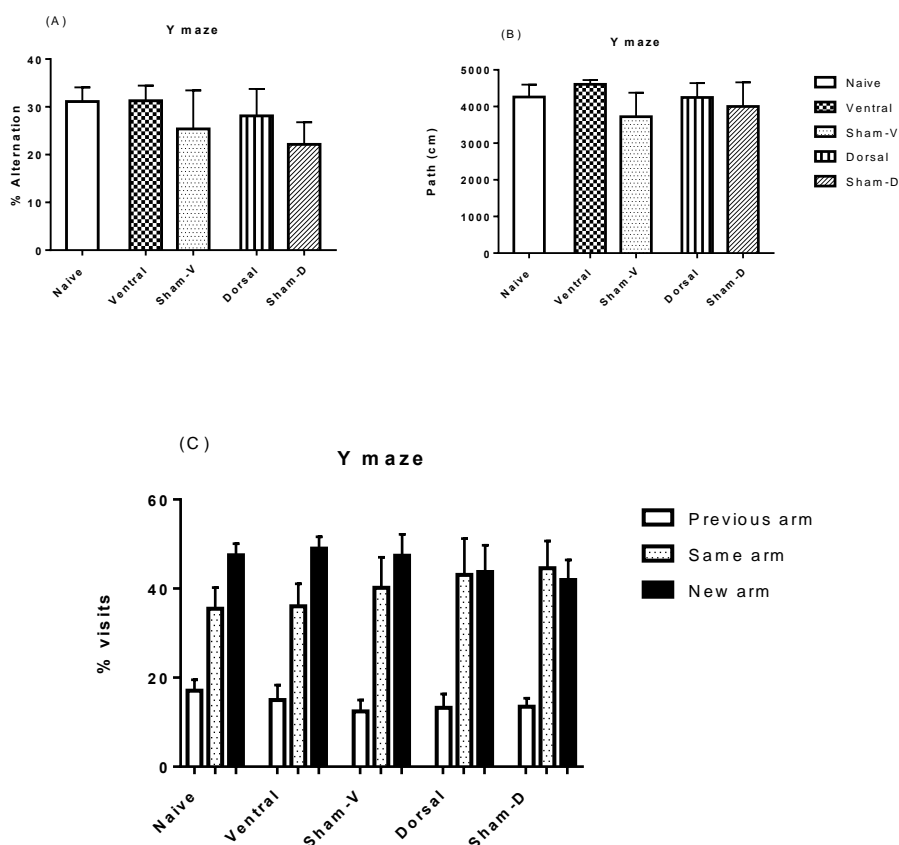 (A)
Y maze
% Alternation
40
30
20
10
0
Naive
Ventral
Sham-V
Dorsal
Sham-D
(B)
Y maze
Path (cm)
5000
4000
3000
2000
1000
0
Naive
Ventral
Sham-V
Dorsal
Sham-D
Naive
Ventral
Sham-V
Dorsal
Sham-D
(C)
Y maze
% visits
60
40
20
0
Naive
Ventral
Sham-V
Dorsal
Sham-D
Previous arm
Same arm
New arm